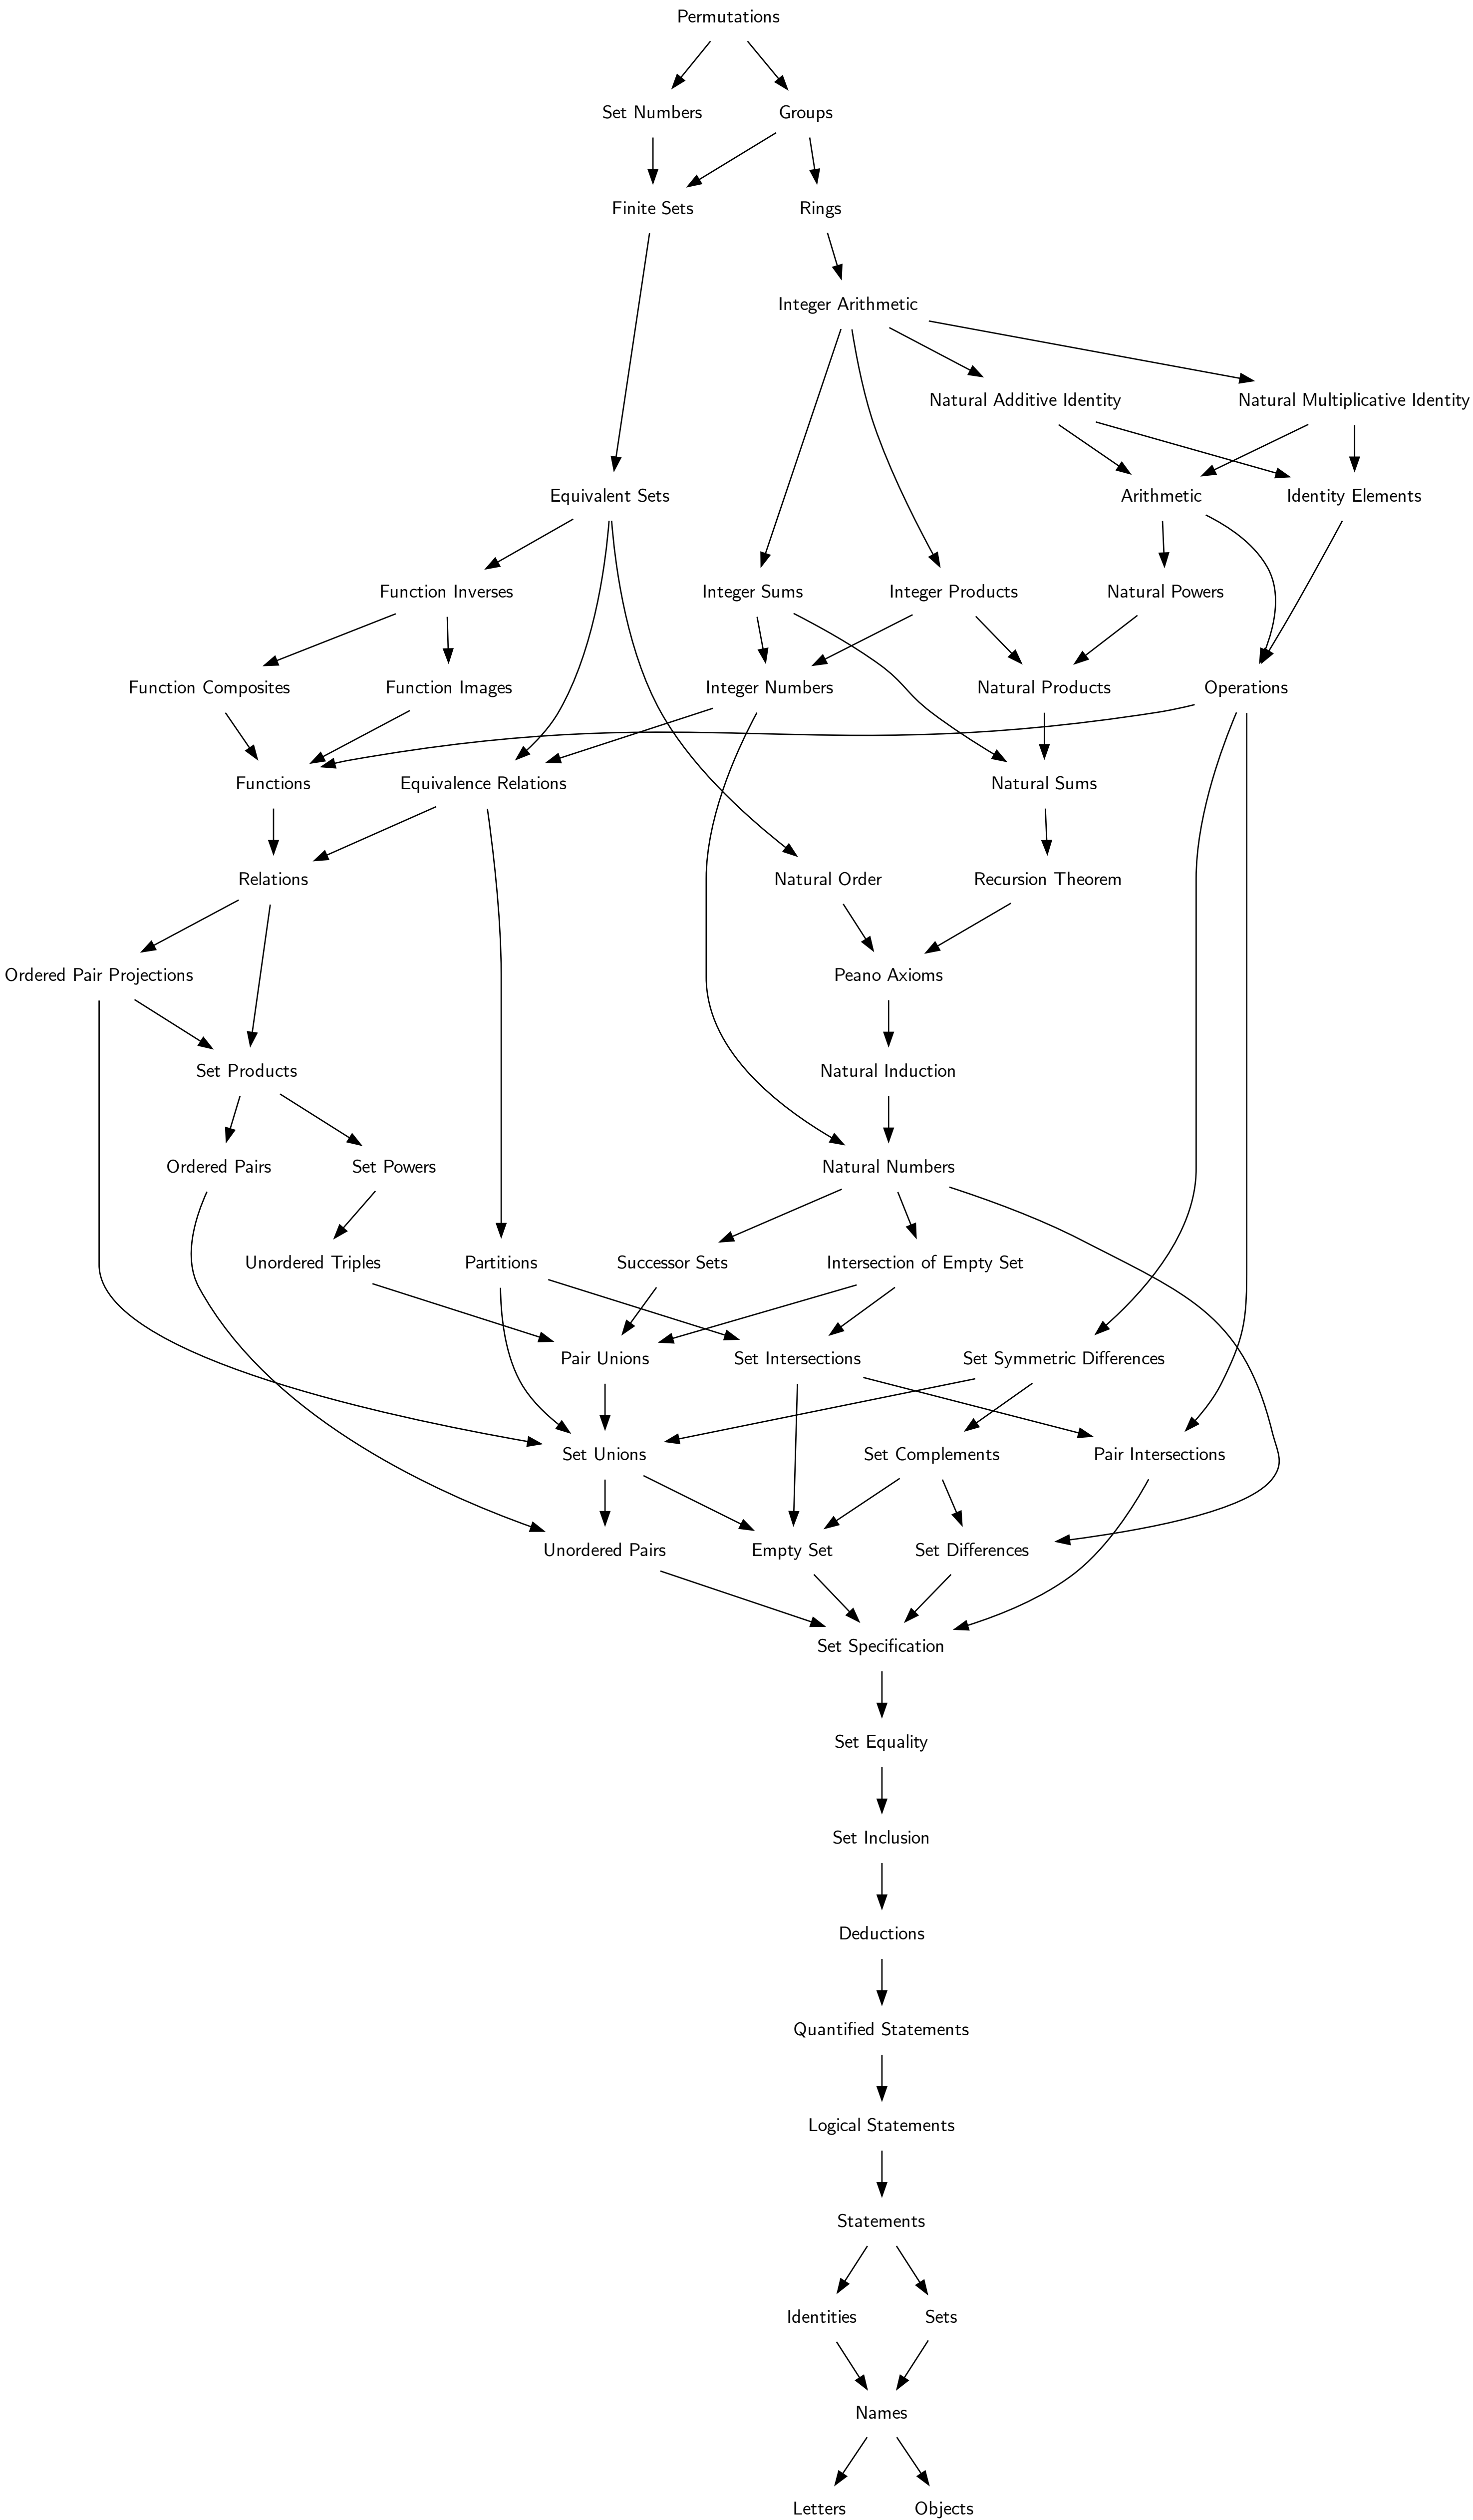 Permutations
Set Numbers
Groups
Finite Sets
Rings
Integer Arithmetic
Natural Additive Identity
Natural Multiplicative Identity
Equivalent Sets
Arithmetic
Identity Elements
Function Inverses
Integer Sums
Integer Products
Natural Powers
Function Composites
Function Images
Integer Numbers
Natural Products
Operations
Functions
Equivalence Relations
Natural Sums
Relations
Natural Order
Recursion Theorem
Ordered Pair Projections
Peano Axioms
Set Products
Natural Induction
Ordered Pairs
Set Powers
Natural Numbers
Unordered Triples
Partitions
Successor Sets
Intersection of Empty Set
Pair Unions
Set Intersections
Set Symmetric Differences
Set Unions
Set Complements
Pair Intersections
Unordered Pairs
Empty Set
Set Differences
Set Specification
Set Equality
Set Inclusion
Deductions
Quantified Statements
Logical Statements
Statements
Identities
Sets
Names
Letters
Objects